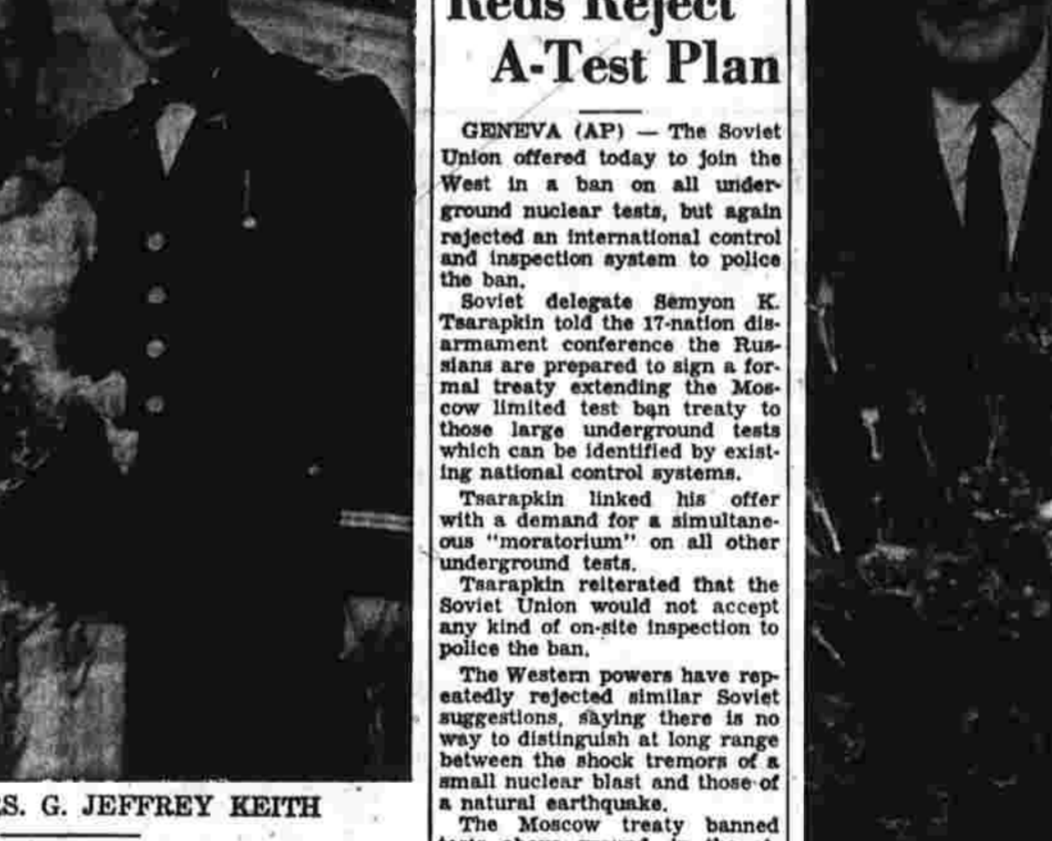 Reds Reject
A-Test Plan
GENEVA (AP) — The Soviet
Union offered today to join the
West in a ban on all under-
ground nuclear tests, but again
rejected an international control
and inspection system to police
the ban.
Soviet delegate Semyon K.
Tsarapkin told the 17-nation dis-
armament conference the Rus-
sians are prepared to sign a for-
mal treaty extending the Mos-
cow limited test ban treaty to
those large underground tests
which can be identified by exist-
ing national control systems.
Tsarapkin linked his offer
with a demand for a simultane-
ous "moratorium" on all other
underground tests.
Tsarapkin reiterated that the
Soviet Union would not accept
any kind of on-site inspection to
police the ban.
The Western powers have rep-
eatedly rejected similar Soviet
suggestions, saying there is no
way to distinguish at long range
between the shock tremors of a
small nuclear blast and those of
a natural earthquake.
The Moscow treaty banned
RS. G. JEFFREY KEITH